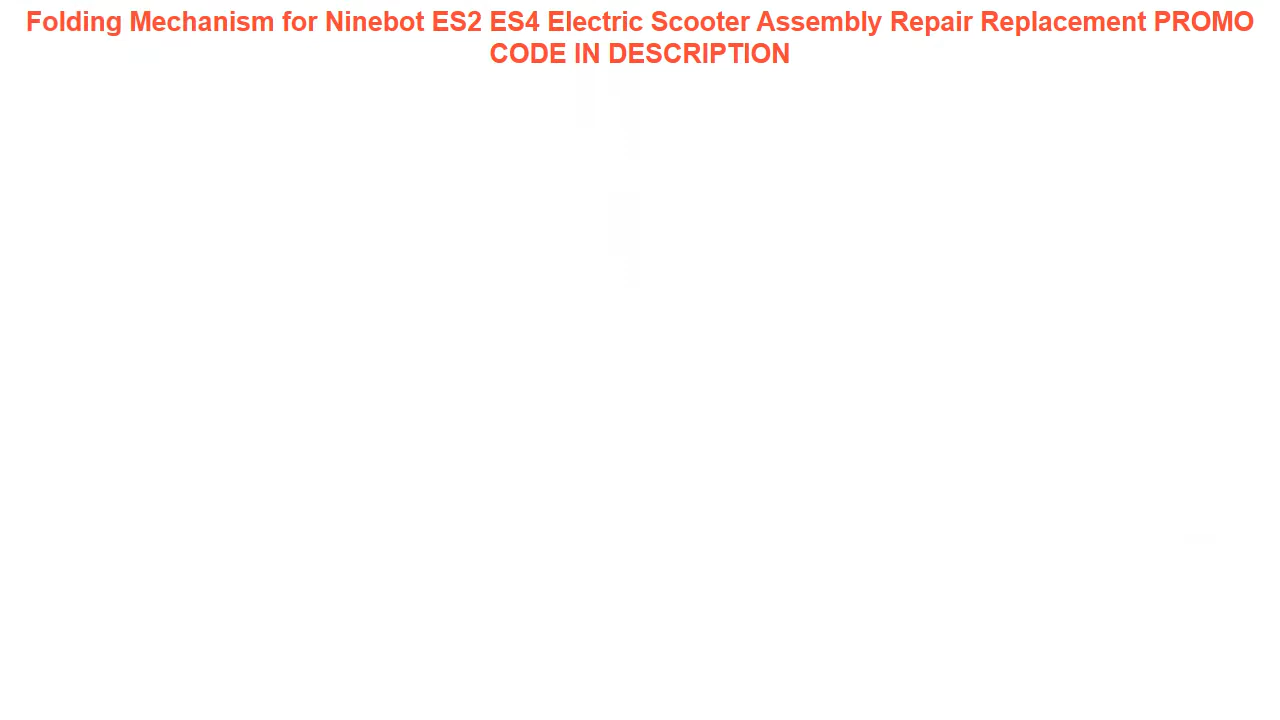 Folding Mechanism for Ninebot ES2 ES4 Electric Scooter Assembly Repair Replacement PROMO
CODE IN DESCRIPTION